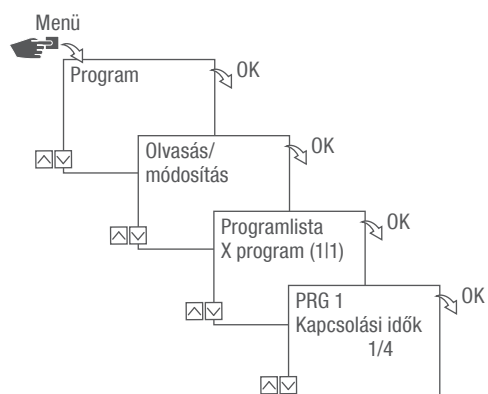 Menü
Program
OK
Olvasás/
módosítás
OK
Programlista
X program (1|1)
OK
PRG 1
Kapcsolási idők
1/4
OK